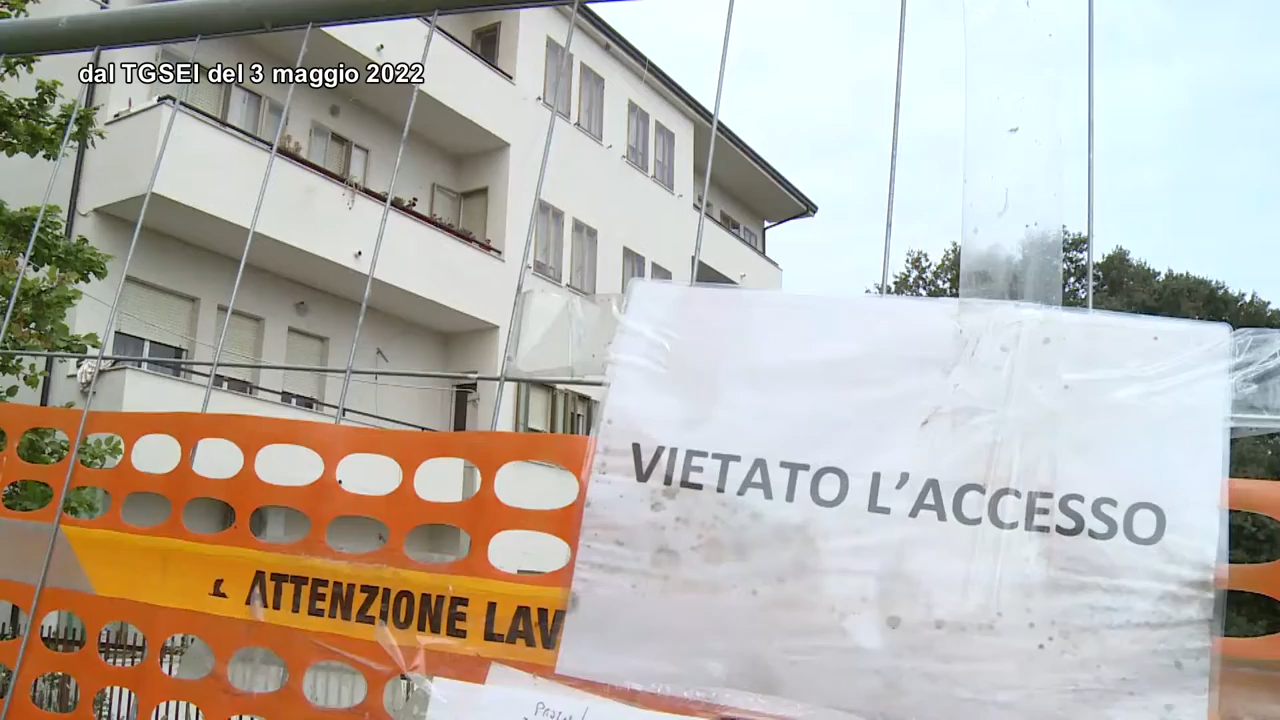 dal TGSEI del 3 maggio 2022
VIETATO L'ACCESSO
ATTENZIONE LAV